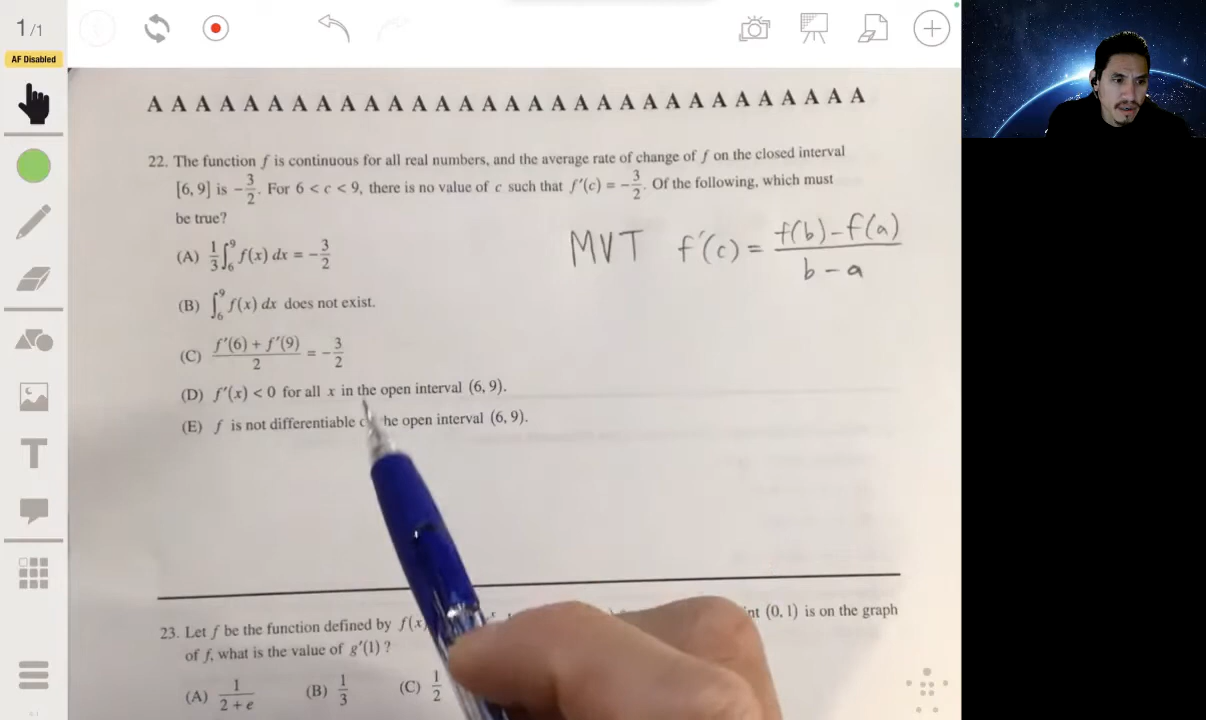 1/1
AF Disabled
A A A A A A A A A A A A A A A A A A A A A A A A A A A A A A
22. The function f is continuous for all real numbers, and the average rate of change of f on the closed interval
[6, 9] is −3/2. For 6 < c < 9, there is no value of c such that f′(c) = −3/2. Of the following, which must
be true?
MVT f′(c) = f(b)−f(a) / b−a
(A) 1/3 ∫₆⁹ f(x) dx = −3/2
(B) ∫₆⁹ f(x) dx does not exist.
(C) f′(6) + f′(9) / 2 = −3/2
(D) f′(x) < 0 for all x in the open interval (6, 9).
(E) f is not differentiable he open interval (6, 9).
23. Let f be the function defined by f(x) nt (0, 1) is on the graph
of f, what is the value of g′(1) ?
(A) 1 / 2 + e (B) 1/3 (C) 1/2
T